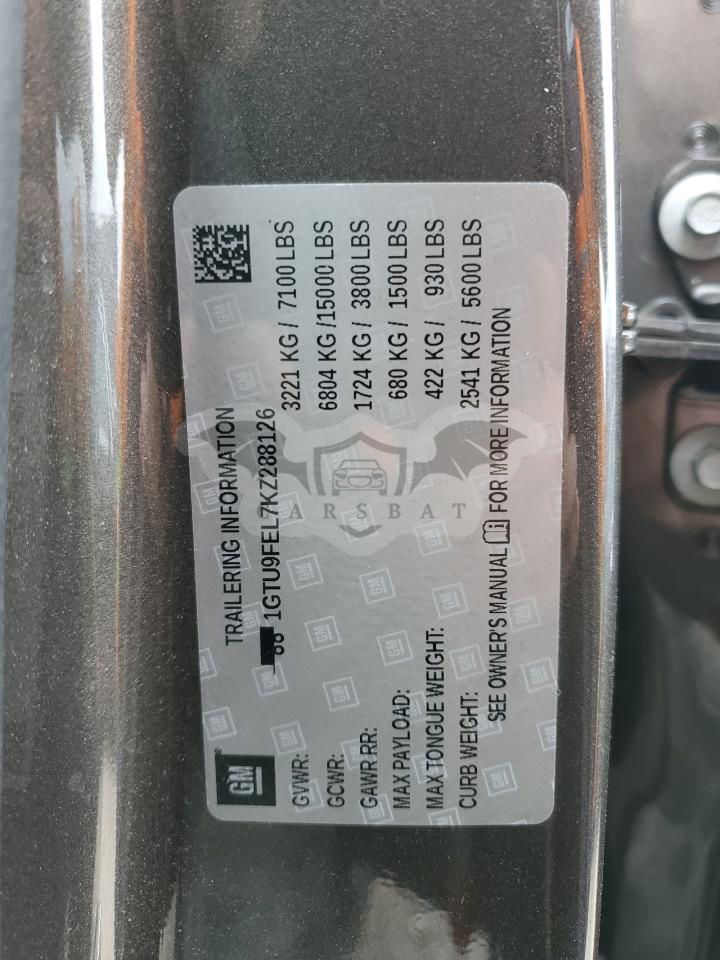 TRAILERING INFORMATION
GM®
1GTU9FEL7KZ288126
GVWR: 3221 KG / 7100 LBS
GCWR: 6804 KG /15000 LBS
GAWR RR: 1724 KG / 3800 LBS
MAX PAYLOAD: 680 KG / 1500 LBS
MAX TONGUE WEIGHT: 422 KG / 930 LBS
CURB WEIGHT: 2541 KG / 5600 LBS
SEE OWNER'S MANUAL FOR MORE INFORMATION
CARSBAT